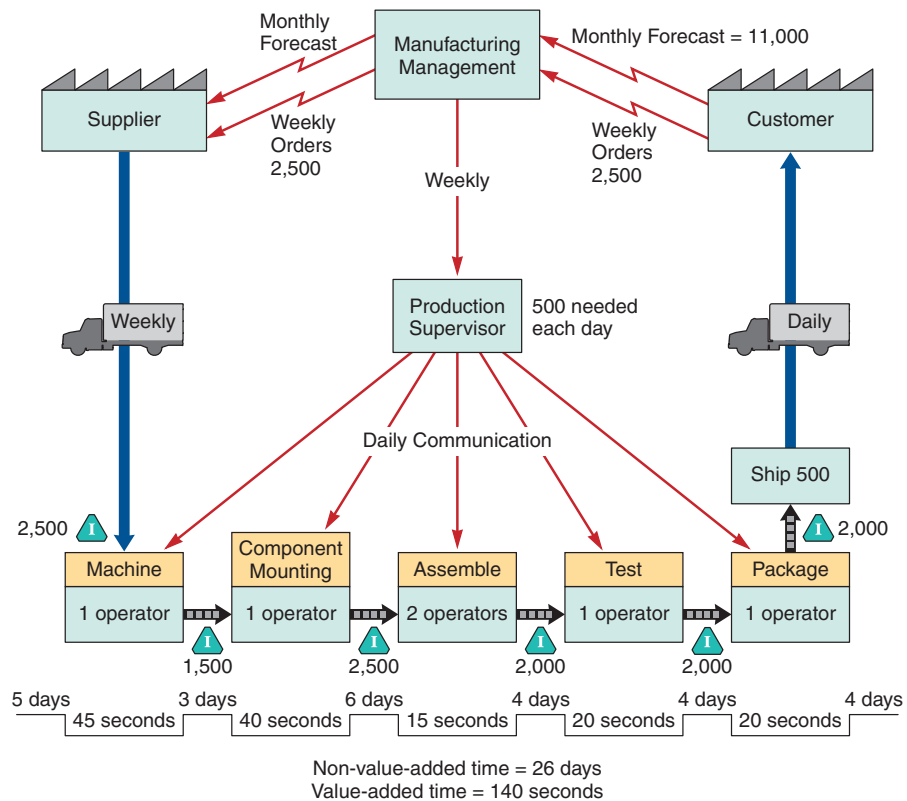 Monthly
Forecast
Manufacturing
Management
Monthly Forecast = 11,000
Supplier
Customer
Weekly
Orders
2,500
Weekly
Orders
2,500
Weekly
Weekly
Production
Supervisor
500 needed
each day
Daily
Daily Communication
Ship 500
2,500
I
I
2,000
Machine
1 operator
Component
Mounting
1 operator
Assemble
2 operators
Test
1 operator
Package
1 operator
I
1,500
I
2,500
I
2,000
I
2,000
5 days
3 days
6 days
4 days
4 days
4 days
45 seconds
40 seconds
15 seconds
20 seconds
20 seconds
Non-value-added time = 26 days
Value-added time = 140 seconds